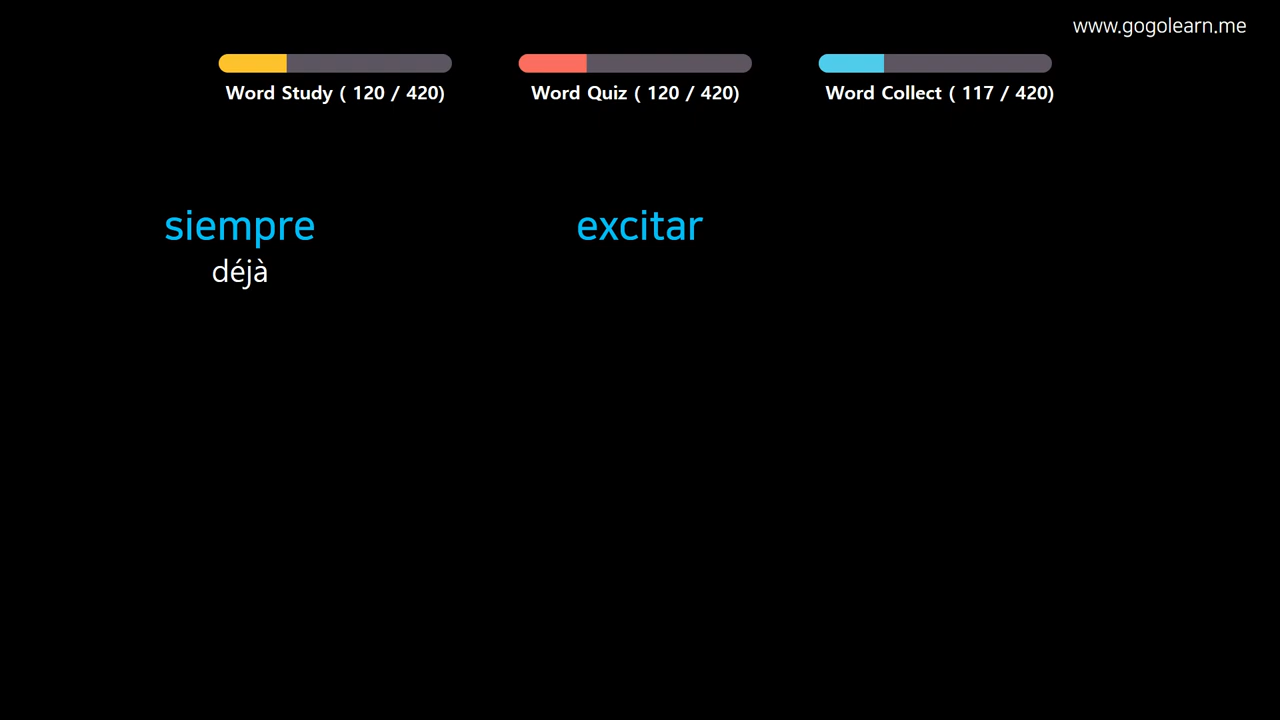 www.gogolearn.me
Word Study ( 120 / 420)
Word Quiz ( 120 / 420)
Word Collect ( 117 / 420)
siempre
déjà
excitar